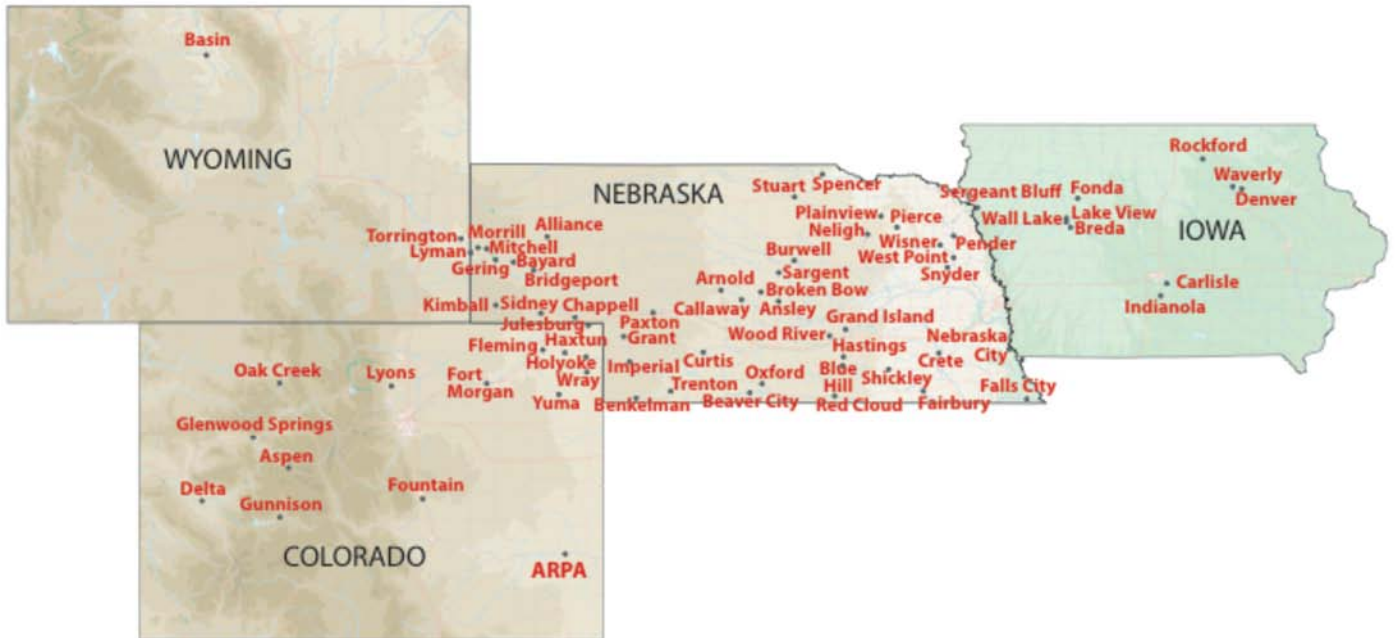 Basin
WYOMING
Torrington
NEBRASKA
Stuart
Spencer
Alliance
Morrill
Lyman
Mitchell
Gering
Bayard
Bridgeport
Plainview
Pierce
Neligh
Wisner
Pender
West Point
Snyder
Burwell
Sargent
Arnold
Broken Bow
Callaway
Ansley
Kimball
Sidney
Chappell
Paxton
Grant
Grand Island
Wood River
Hastings
Nebraska
City
Imperial
Curtis
Oxford
Blue
Hill
Shickley
Crete
Falls City
Trenton
Benkelman
Beaver City
Red Cloud
Fairbury
Rockford
Waverly
Denver
Sergeant Bluff
Fonda
Wall Lake
Lake View
Breda
IOWA
Carlisle
Indianola
Julesburg
Haxtun
Fleming
Holyoke
Wray
Yuma
Oak Creek
Lyons
Fort
Morgan
Glenwood Springs
Aspen
Delta
Gunnison
Fountain
COLORADO
ARPA